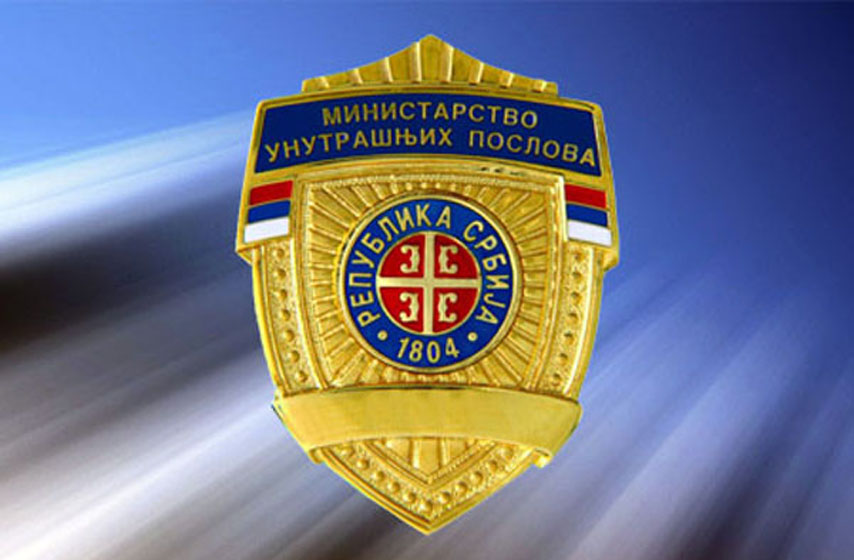 МИНИСТАРСТВО
УНУТРАШЊИХ ПОСЛОВА
РЕПУБЛИКА СРБИЈА
• 1804 •